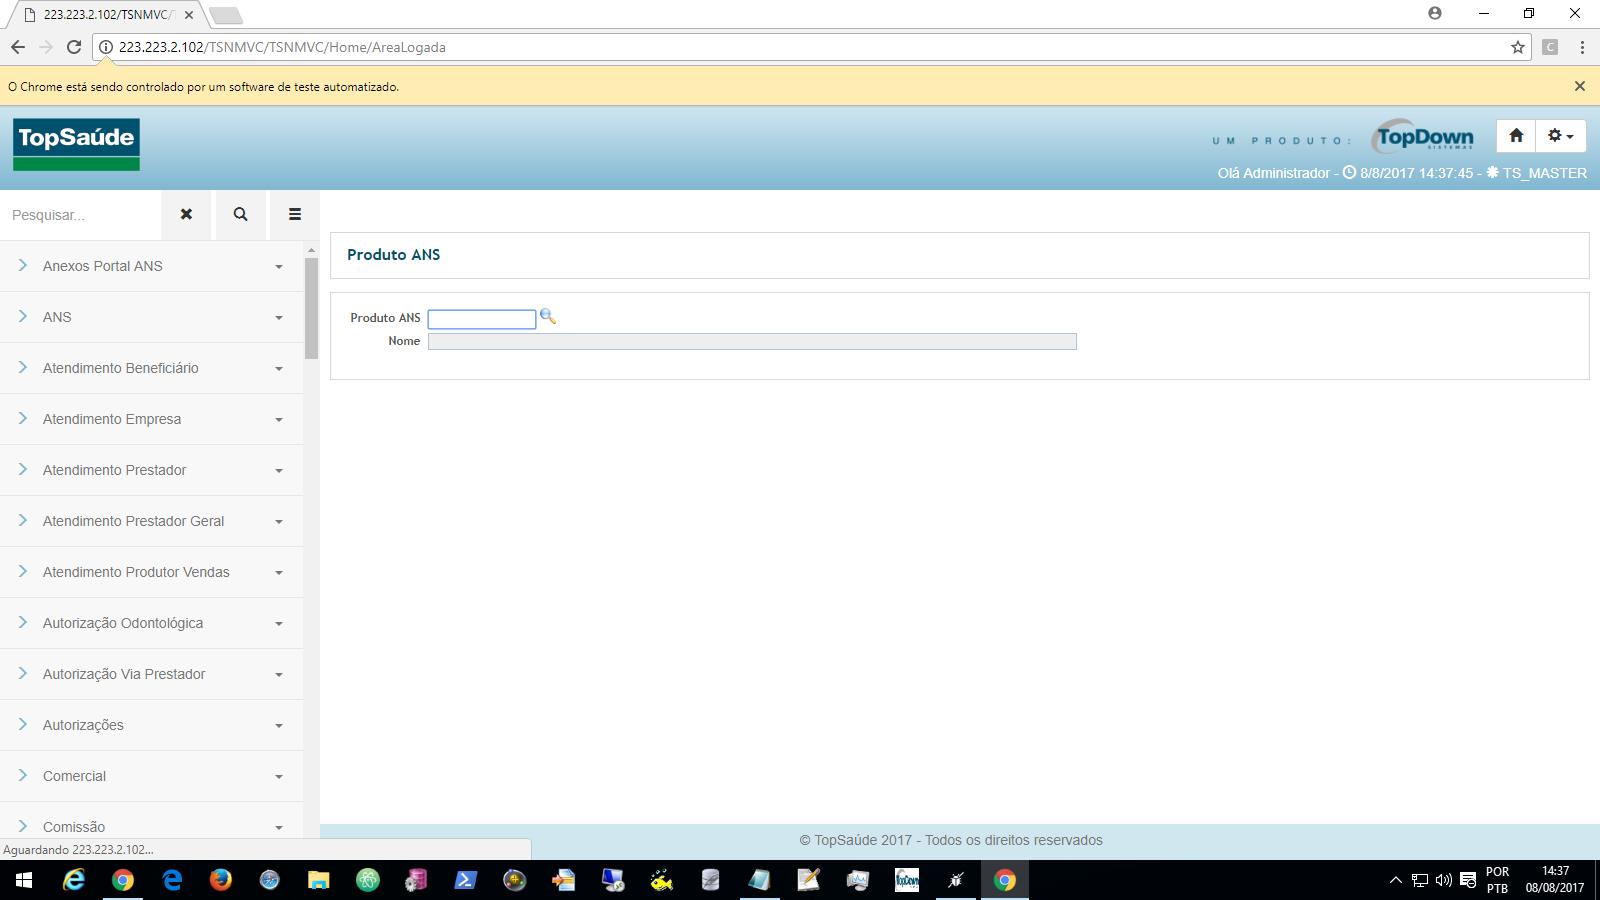 223.223.2.102/TSNMVC/T
223.223.2.102/TSNMVC/TSNMVC/Home/AreaLogada
C
O Chrome está sendo controlado por um software de teste automatizado.
TopSaúde
UM PRODUTO:
TopDown
SISTEMAS
Olá Administrador - 8/8/2017 14:37:45 - TS_MASTER
Pesquisar...
Produto ANS
Anexos Portal ANS
ANS
Produto ANS
Nome
Atendimento Beneficiário
Atendimento Empresa
Atendimento Prestador
Atendimento Prestador Geral
Atendimento Produtor Vendas
Autorização Odontológica
Autorização Via Prestador
Autorizações
Comercial
Comissão
© TopSaúde 2017 - Todos os direitos reservados
Aguardando 223.223.2.102...
TopDown
POR
PTB
14:37
08/08/2017